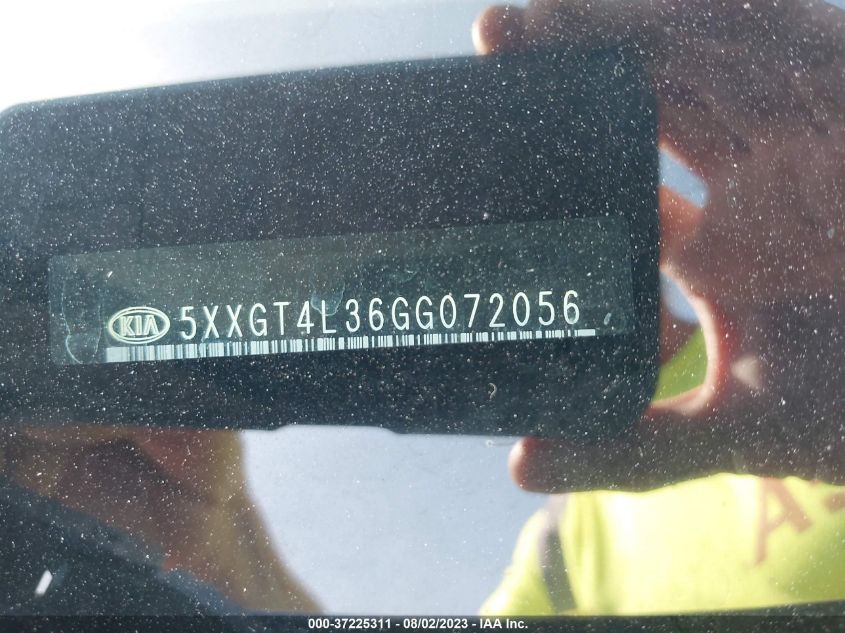 KIA 5XXGT4L36GG072056
A-
000-37225311 - 08/02/2023 - IAA Inc.